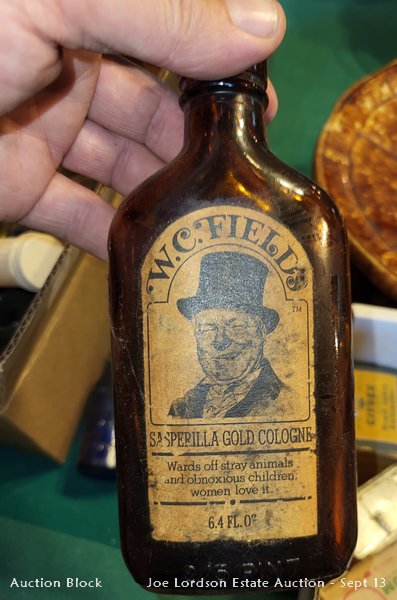 W.C. FIELDS
TM
SASPERILLA GOLD COLOGNE
Wards off stray animals
and obnoxious children,
women love it.
6.4 FL. OZ
PINT
Auction Block Joe Lordson Estate Auction - Sept 13